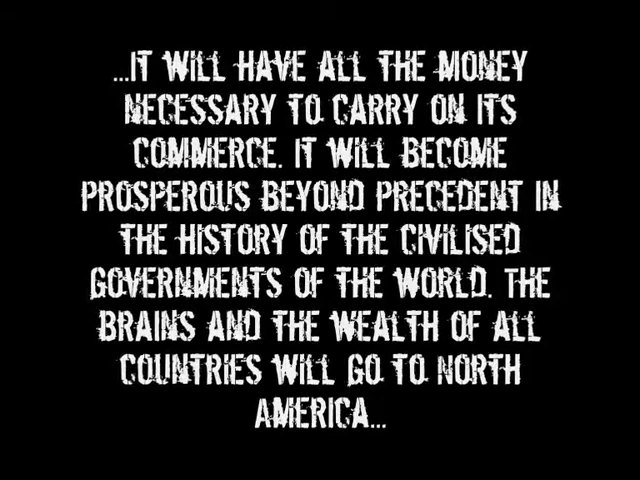 ...IT WILL HAVE ALL THE MONEY
NECESSARY TO CARRY ON ITS
COMMERCE. IT WILL BECOME
PROSPEROUS BEYOND PRECEDENT IN
THE HISTORY OF THE CIVILISED
GOVERNMENTS OF THE WORLD. THE
BRAINS AND THE WEALTH OF ALL
COUNTRIES WILL GO TO NORTH
AMERICA...